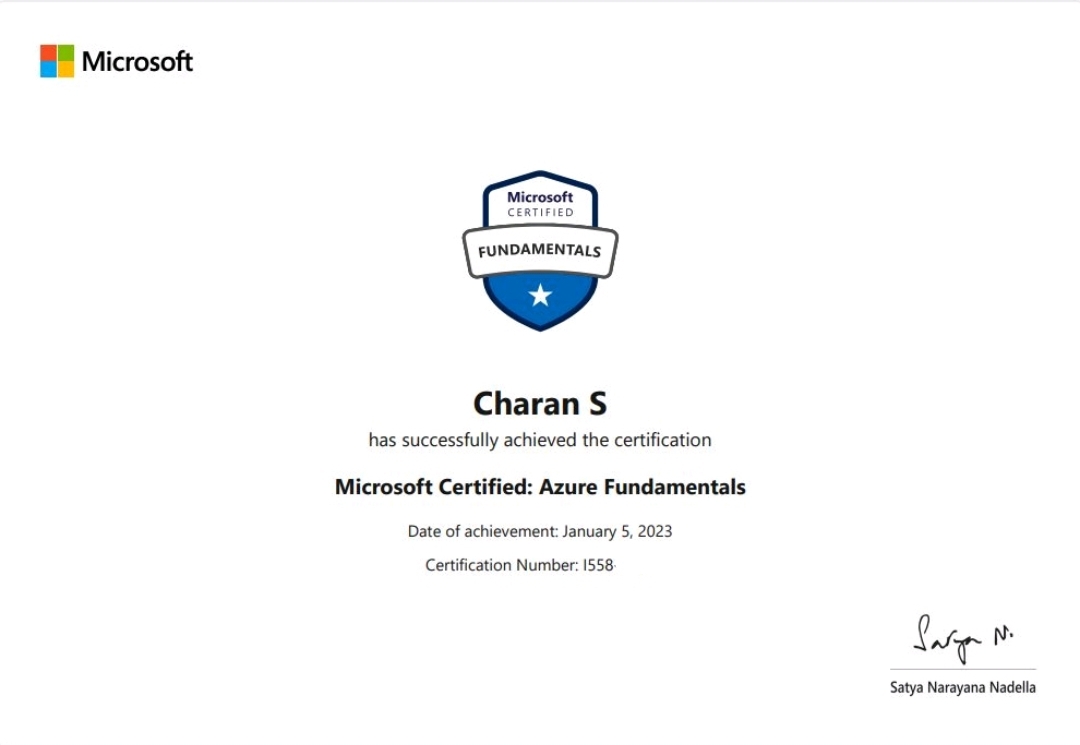 Microsoft
Microsoft
CERTIFIED
FUNDAMENTALS
Charan S
has successfully achieved the certification
Microsoft Certified: Azure Fundamentals
Date of achievement: January 5, 2023
Certification Number: I558
Satya N.
Satya Narayana Nadella